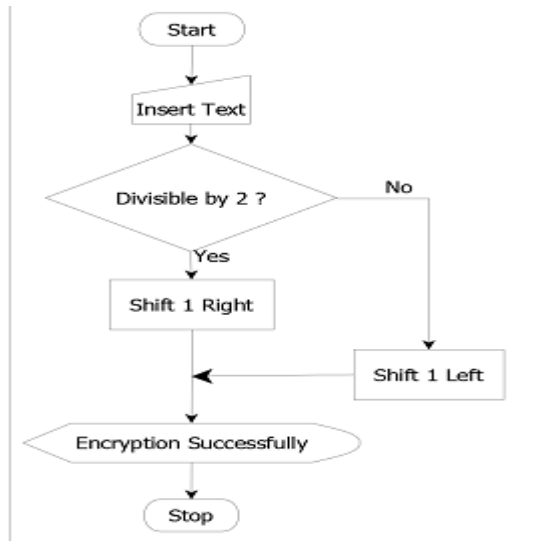 Start
Insert Text
Divisible by 2 ?
No
Yes
Shift 1 Right
Shift 1 Left
Encryption Successfully
Stop